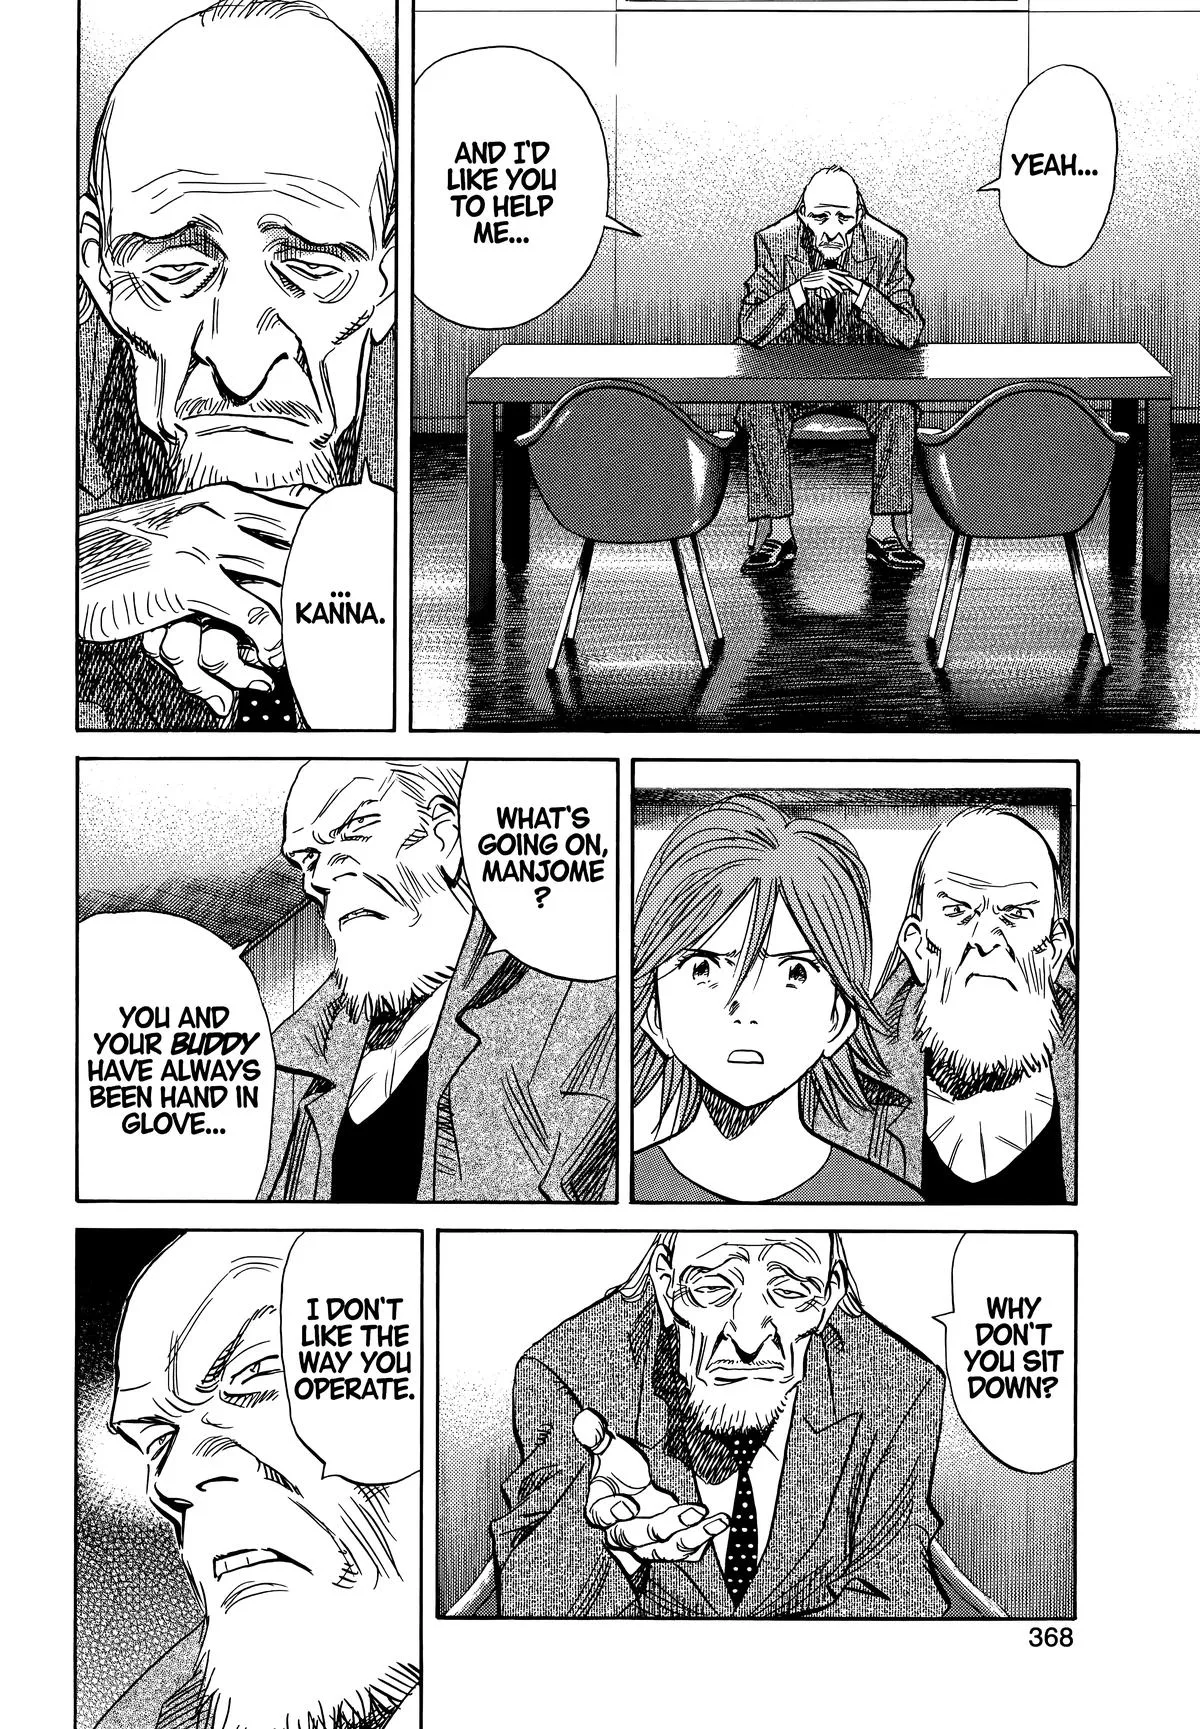 YEAH...
AND I'D
LIKE YOU
TO HELP
ME...
...
KANNA.
WHAT'S
GOING ON,
MANJOME
?
YOU AND
YOUR BUDDY
HAVE ALWAYS
BEEN HAND IN
GLOVE...
WHY
DON'T
YOU SIT
DOWN?
I DON'T
LIKE THE
WAY YOU
OPERATE.
368